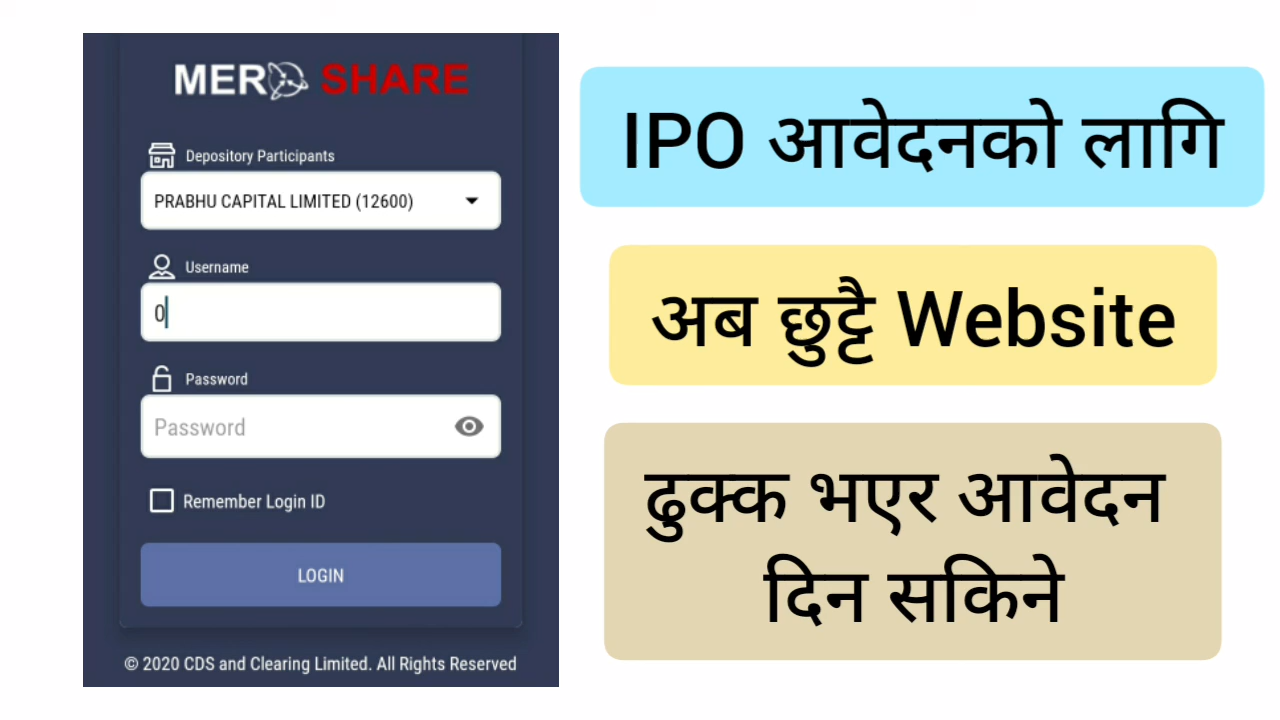 MERO SHARE
Depository Participants
PRABHU CAPITAL LIMITED (12600)
Username
0
Password
Password
Remember Login ID
LOGIN
© 2020 CDS and Clearing Limited. All Rights Reserved
IPO आवेदनको लागि
अब छुट्टै Website
ढुक्क भएर आवेदन
दिन सकिने